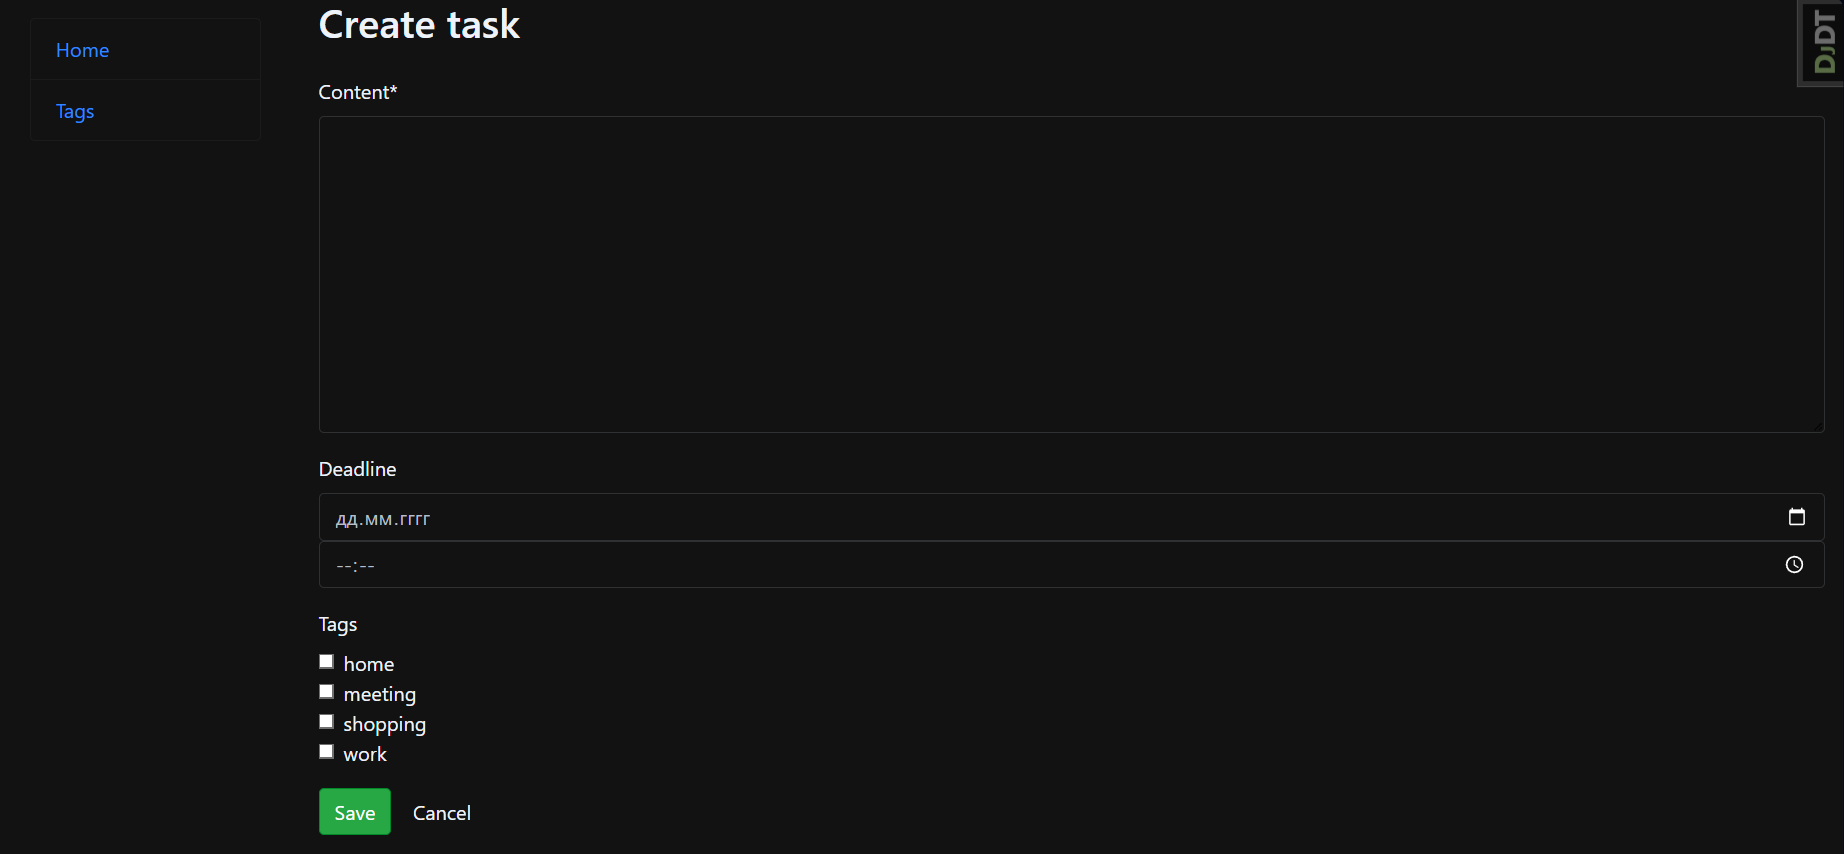 Home
Tags
Create task
DJDT
Content*
Deadline
дд.мм.гггг
--:--
Tags
home
meeting
shopping
work
Save
Cancel